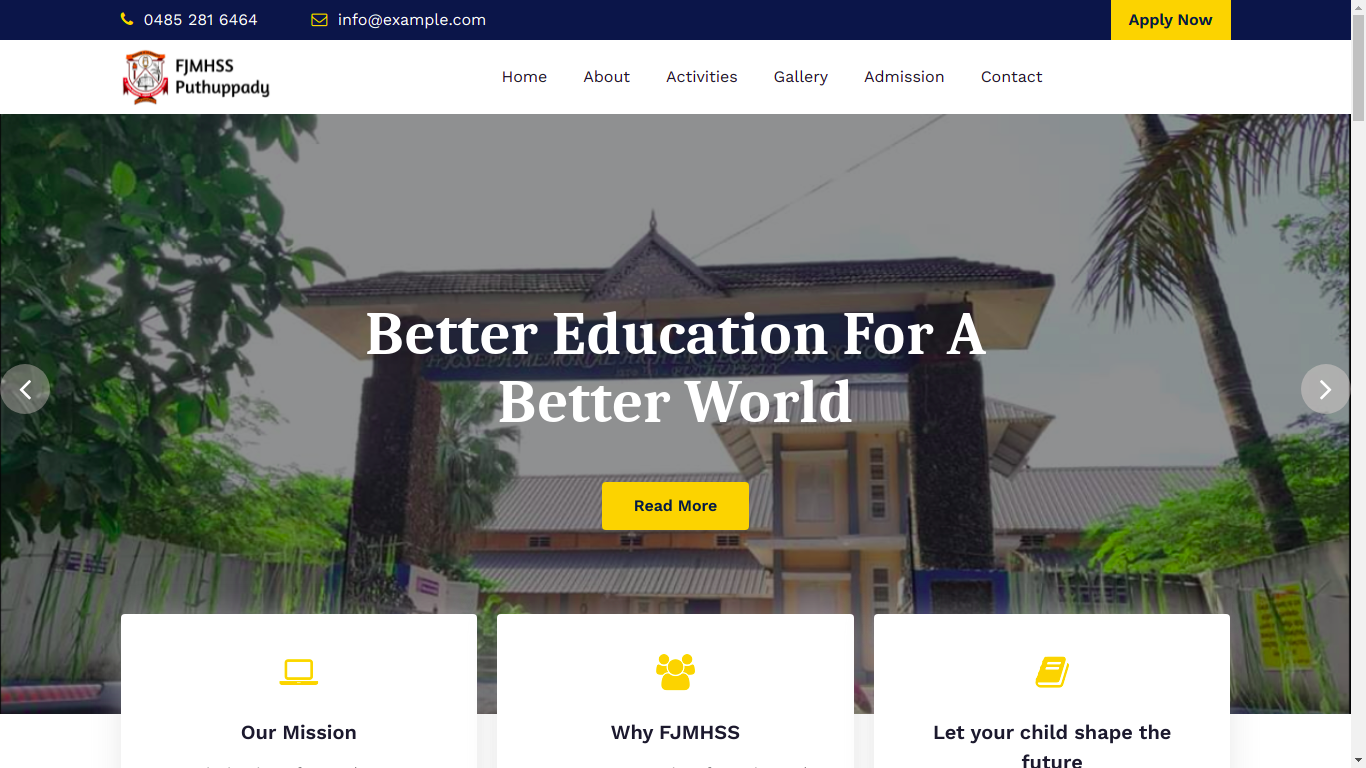 0485 281 6464
info@example.com
Apply Now
FJMHSS
Puthuppady
Home
About
Activities
Gallery
Admission
Contact
Better Education For A
Better World
Read More
Our Mission
Why FJMHSS
Let your child shape the
future